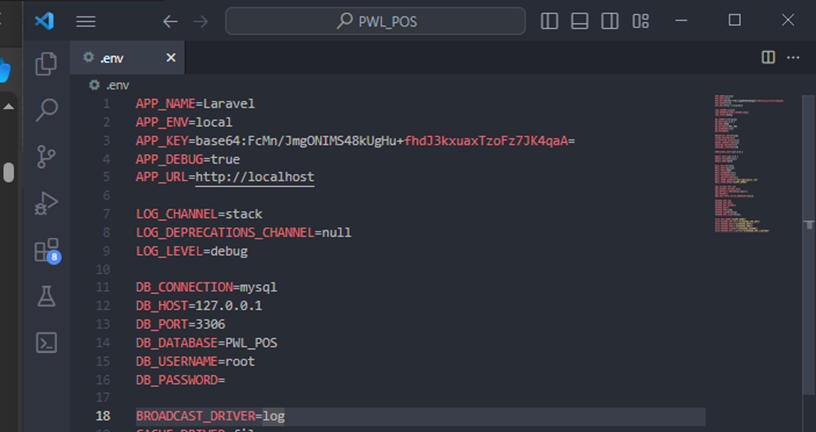 PWL_POS
.env
.env
1 APP_NAME=Laravel
2 APP_ENV=local
3 APP_KEY=base64:FcMn/JmgONIMS48kUgHu+fhdJ3kxuaxTzoFz7JK4qaA=
4 APP_DEBUG=true
5 APP_URL=http://localhost
6
7 LOG_CHANNEL=stack
8 LOG_DEPRECATIONS_CHANNEL=null
9 LOG_LEVEL=debug
10
11 DB_CONNECTION=mysql
12 DB_HOST=127.0.0.1
13 DB_PORT=3306
14 DB_DATABASE=PWL_POS
15 DB_USERNAME=root
16 DB_PASSWORD=
17
18 BROADCAST_DRIVER=log
8